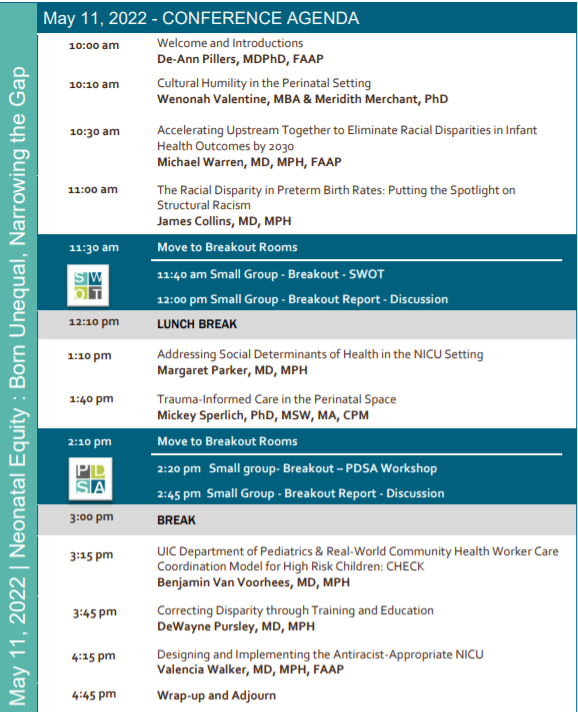 May 11, 2022 - CONFERENCE AGENDA
10:00 am
Welcome and Introductions
De-Ann Pillers, MDPhD, FAAP
10:10 am
Cultural Humility in the Perinatal Setting
Wenonah Valentine, MBA & Meridith Merchant, PhD
10:30 am
Accelerating Upstream Together to Eliminate Racial Disparities in Infant
Health Outcomes by 2030
Michael Warren, MD, MPH, FAAP
11:00 am
The Racial Disparity in Preterm Birth Rates: Putting the Spotlight on
Structural Racism
James Collins, MD, MPH
11:30 am
Move to Breakout Rooms
SW
OT
11:40 am Small Group - Breakout - SWOT
12:00 pm Small Group - Breakout Report - Discussion
12:10 pm
LUNCH BREAK
1:10 pm
Addressing Social Determinants of Health in the NICU Setting
Margaret Parker, MD, MPH
1:40 pm
Trauma-Informed Care in the Perinatal Space
Mickey Sperlich, PhD, MSW, MA, CPM
2:10 pm
Move to Breakout Rooms
PD
SA
2:20 pm Small group- Breakout – PDSA Workshop
2:45 pm Small Group - Breakout Report - Discussion
3:00 pm
BREAK
3:15 pm
UIC Department of Pediatrics & Real-World Community Health Worker Care
Coordination Model for High Risk Children: CHECK
Benjamin Van Voorhees, MD, MPH
3:45 pm
Correcting Disparity through Training and Education
DeWayne Pursley, MD, MPH
4:15 pm
Designing and Implementing the Antiracist-Appropriate NICU
Valencia Walker, MD, MPH, FAAP
4:45 pm
Wrap-up and Adjourn
May 11, 2022 | Neonatal Equity : Born Unequal, Narrowing the Gap